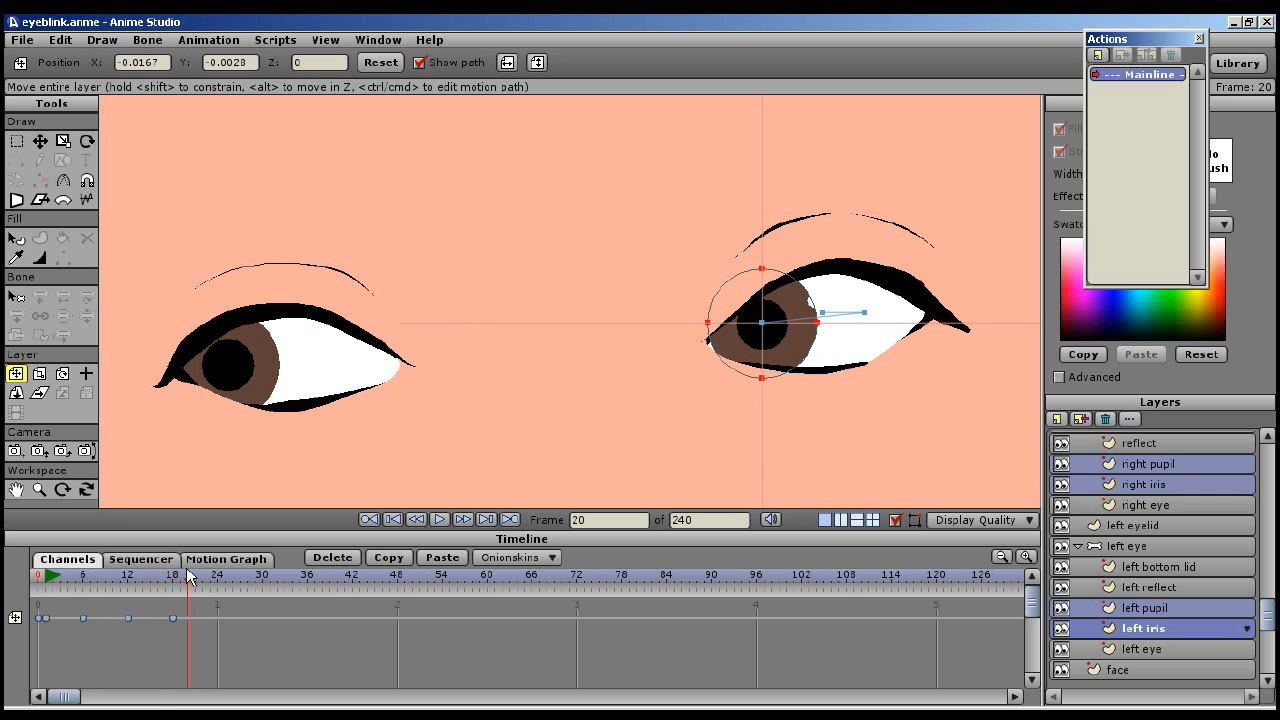 eyeblink.anme - Anime Studio
File Edit Draw Bone Animation Scripts View Window Help
Position X: -0.0167 Y: -0.0028 Z: 0 Reset Show path
Move entire layer (hold <shift> to constrain, <alt> to move in Z, <ctrl/cmd> to edit motion path)
Frame: 20
Library
Actions
--- Mainline -
Tools
Draw
Fill
Bone
Layer
Camera
Workspace
Width
Effec
Swatc
Copy Paste Reset
Advanced
Layers
reflect
right pupil
right iris
right eye
left eyelid
left eye
left bottom lid
left reflect
left pupil
left iris
left eye
face
Frame 20 of 240 Display Quality
Timeline
Channels Sequencer Motion Graph Delete Copy Paste Onionskins
0 6 12 18 24 30 36 42 48 54 60 66 72 78 84 90 96 102 108 114 120 126
0 1 2 3 4 5